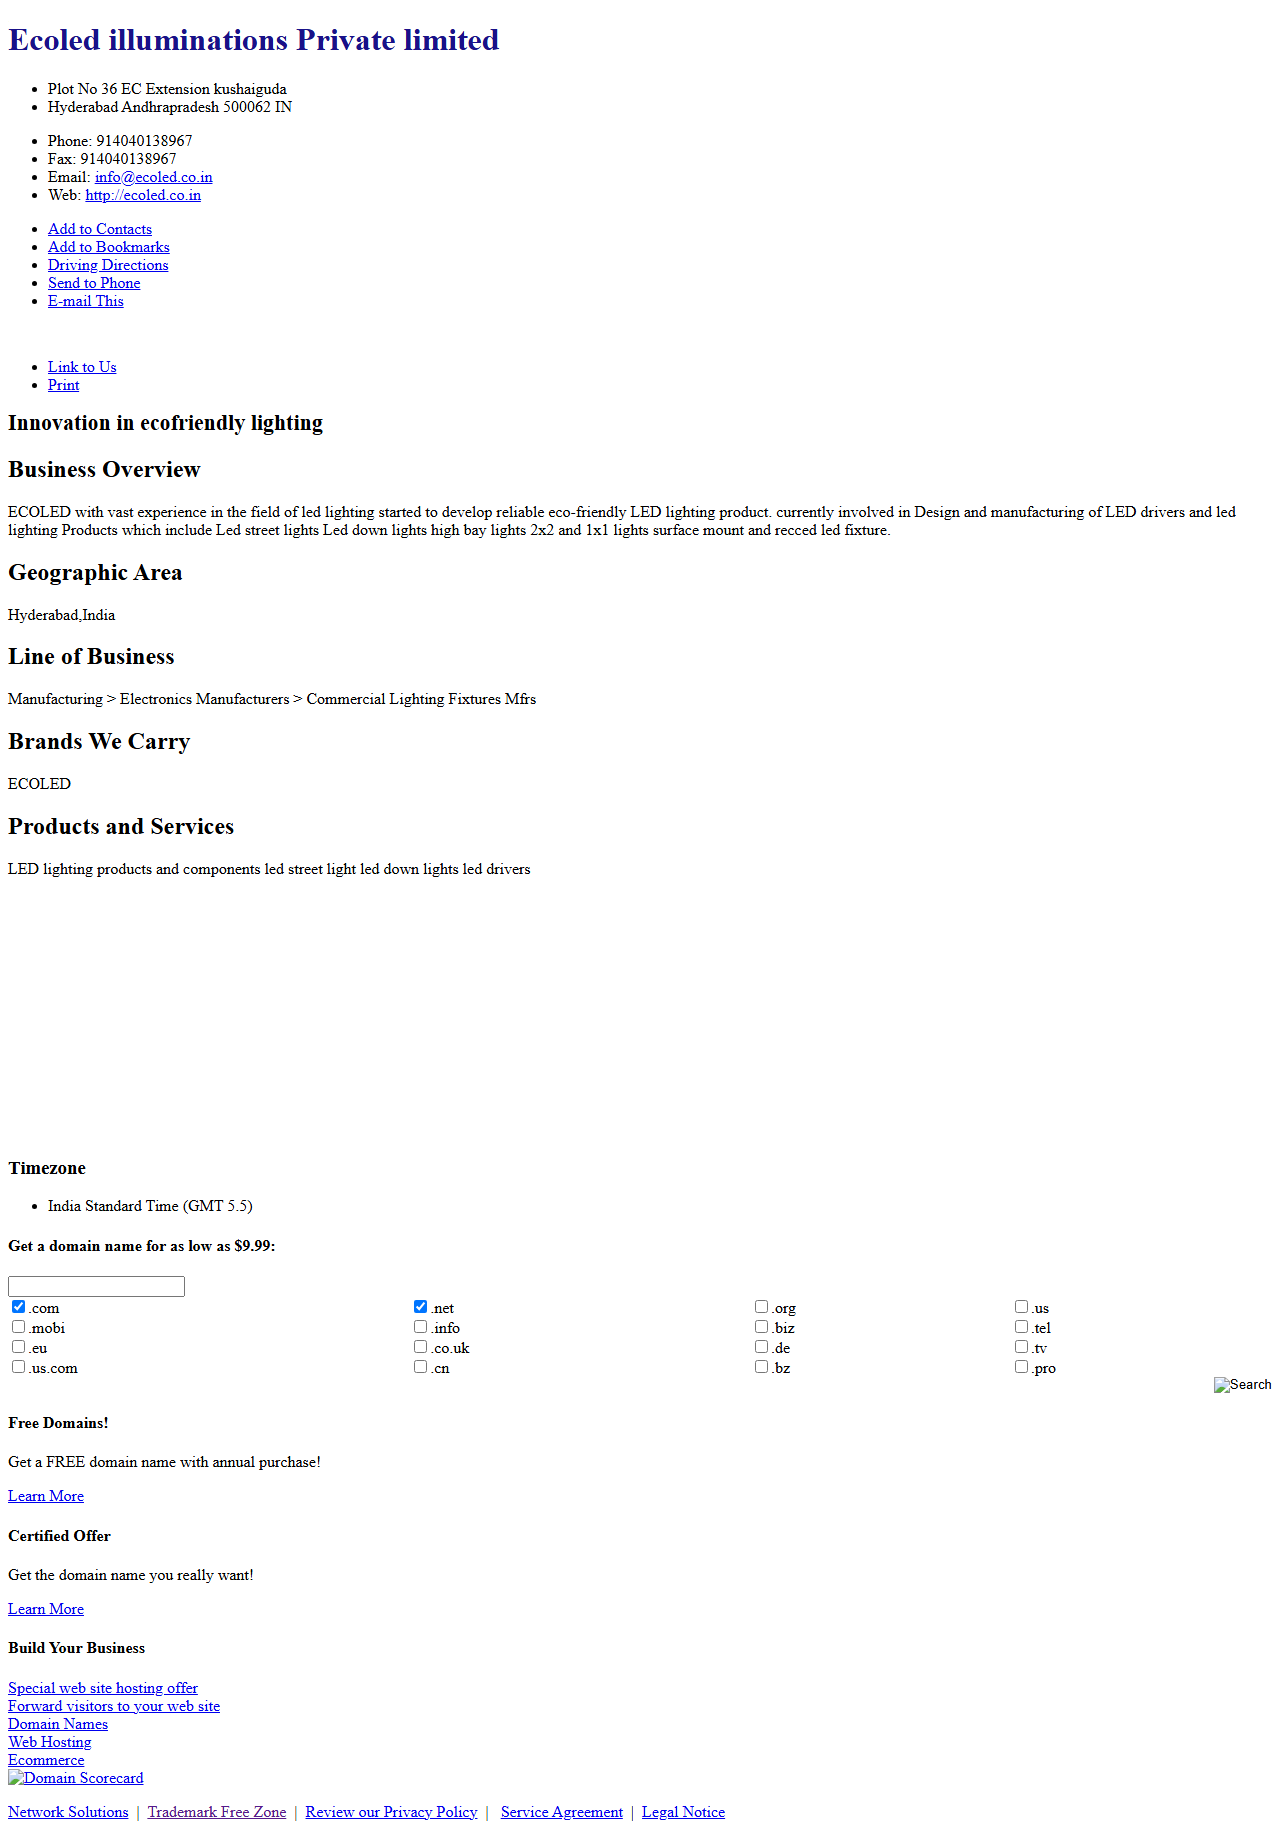 Ecoled illuminations Private limited
Plot No 36 EC Extension kushaiguda
Hyderabad Andhrapradesh 500062 IN
Phone: 914040138967
Fax: 914040138967
Email: info@ecoled.co.in
Web: http://ecoled.co.in
Add to Contacts
Add to Bookmarks
Driving Directions
Send to Phone
E-mail This
Link to Us
Print
Innovation in ecofriendly lighting
Business Overview
ECOLED with vast experience in the field of led lighting started to develop reliable eco-friendly LED lighting product. currently involved in Design and manufacturing of LED drivers and led
lighting Products which include Led street lights Led down lights high bay lights 2x2 and 1x1 lights surface mount and recced led fixture.
Geographic Area
Hyderabad,India
Line of Business
Manufacturing > Electronics Manufacturers > Commercial Lighting Fixtures Mfrs
Brands We Carry
ECOLED
Products and Services
LED lighting products and components led street light led down lights led drivers
Timezone
India Standard Time (GMT 5.5)
Get a domain name for as low as $9.99:
.com .net .org .us
.mobi .info .biz .tel
.eu .co.uk .de .tv
.us.com .cn .bz .pro
Search
Free Domains!
Get a FREE domain name with annual purchase!
Learn More
Certified Offer
Get the domain name you really want!
Learn More
Build Your Business
Special web site hosting offer
Forward visitors to your web site
Domain Names
Web Hosting
Ecommerce
Domain Scorecard
Network Solutions | Trademark Free Zone | Review our Privacy Policy | Service Agreement | Legal Notice